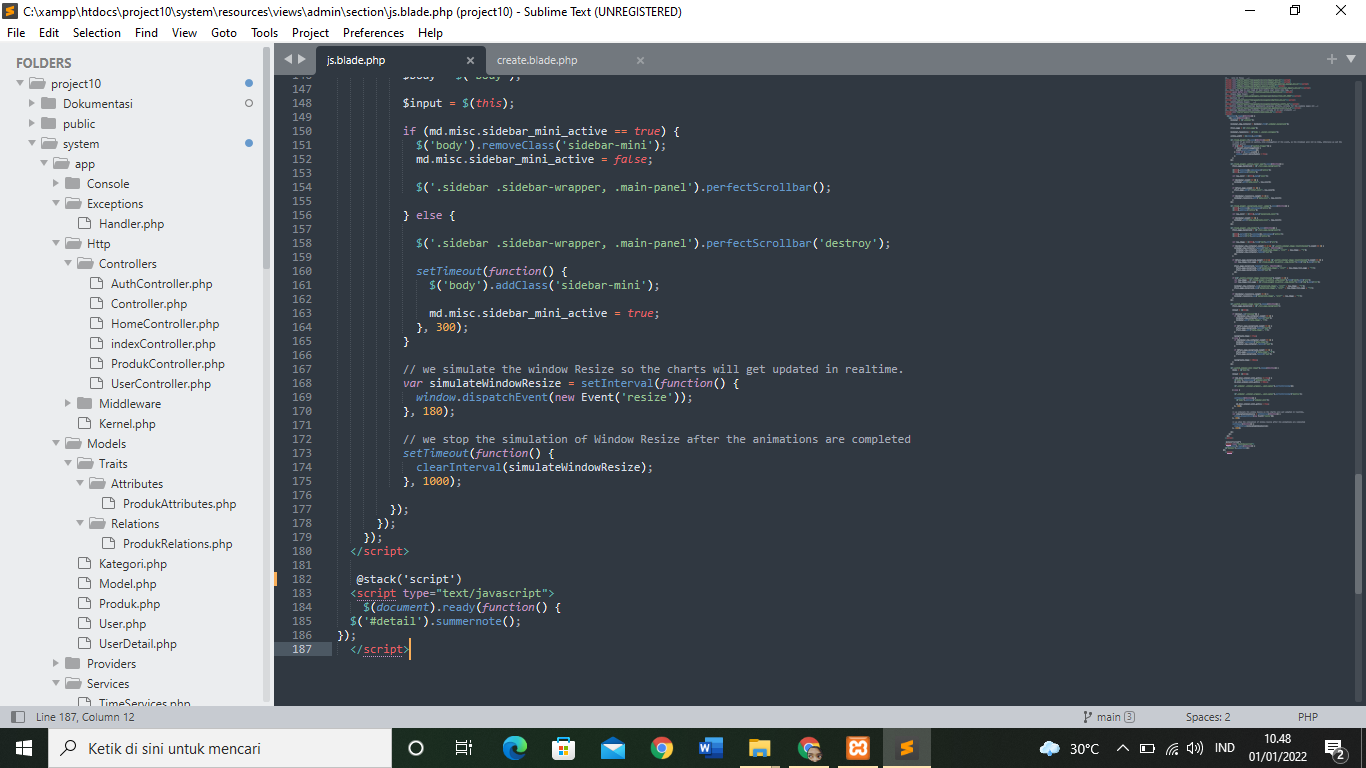 C:\xampp\htdocs\project10\system\resources\views\admin\section\js.blade.php (project10) - Sublime Text (UNREGISTERED)
File Edit Selection Find View Goto Tools Project Preferences Help
FOLDERS
project10
Dokumentasi
public
system
app
Console
Exceptions
Handler.php
Http
Controllers
AuthController.php
Controller.php
HomeController.php
indexController.php
ProdukController.php
UserController.php
Middleware
Kernel.php
Models
Traits
Attributes
ProdukAttributes.php
Relations
ProdukRelations.php
Kategori.php
Model.php
Produk.php
User.php
UserDetail.php
Providers
Services
TimeServices.php
js.blade.php × create.blade.php ×
147
148 $input = $(this);
149
150 if (md.misc.sidebar_mini_active == true) {
151 $('body').removeClass('sidebar-mini');
152 md.misc.sidebar_mini_active = false;
153
154 $('.sidebar .sidebar-wrapper, .main-panel').perfectScrollbar();
155
156 } else {
157
158 $('.sidebar .sidebar-wrapper, .main-panel').perfectScrollbar('destroy');
159
160 setTimeout(function() {
161 $('body').addClass('sidebar-mini');
162
163 md.misc.sidebar_mini_active = true;
164 }, 300);
165 }
166
167 // we simulate the window Resize so the charts will get updated in realtime.
168 var simulateWindowResize = setInterval(function() {
169 window.dispatchEvent(new Event('resize'));
170 }, 180);
171
172 // we stop the simulation of Window Resize after the animations are completed
173 setTimeout(function() {
174 clearInterval(simulateWindowResize);
175 }, 1000);
176
177 });
178 });
179 });
180 </script>
181
182 @stack('script')
183 <script type="text/javascript">
184 $(document).ready(function() {
185 $('#detail').summernote();
186 });
187 </script>
Line 187, Column 12 main 3 Spaces: 2 PHP
Ketik di sini untuk mencari
30°C IND
10.48
01/01/2022
2